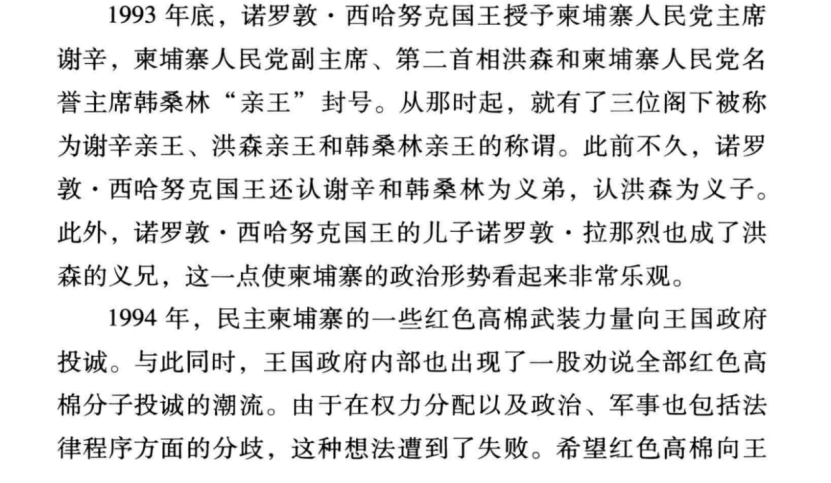 1993 年底，诺罗敦·西哈努克国王授予柬埔寨人民党主席
谢辛，柬埔寨人民党副主席、第二首相洪森和柬埔寨人民党名
誉主席韩桑林“亲王”封号。从那时起，就有了三位阁下被称
为谢辛亲王、洪森亲王和韩桑林亲王的称谓。此前不久，诺罗
敦·西哈努克国王还认谢辛和韩桑林为义弟，认洪森为义子。
此外，诺罗敦·西哈努克国王的儿子诺罗敦·拉那烈也成了洪
森的义兄，这一点使柬埔寨的政治形势看起来非常乐观。
1994 年，民主柬埔寨的一些红色高棉武装力量向王国政府
投诚。与此同时，王国政府内部也出现了一股劝说全部红色高
棉分子投诚的潮流。由于在权力分配以及政治、军事也包括法
律程序方面的分歧，这种想法遭到了失败。希望红色高棉向王